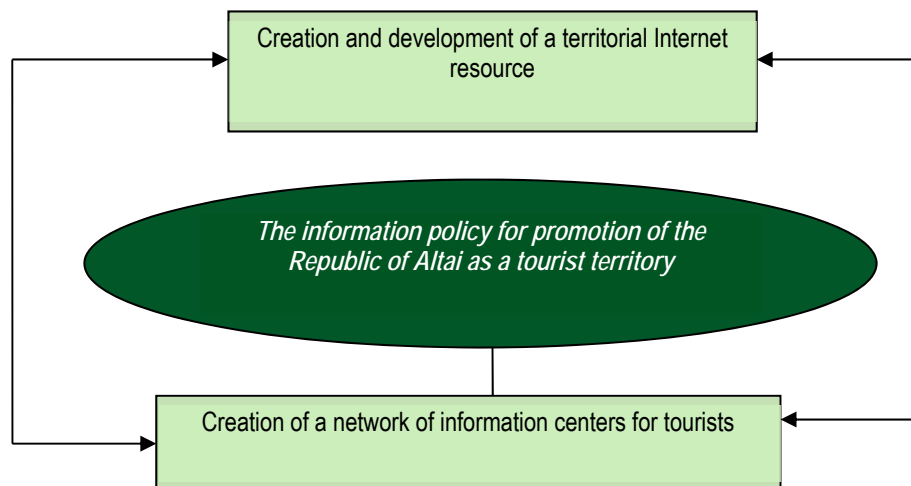 Creation and development of a territorial Internet
resource
The information policy for promotion of the
Republic of Altai as a tourist territory
Creation of a network of information centers for tourists